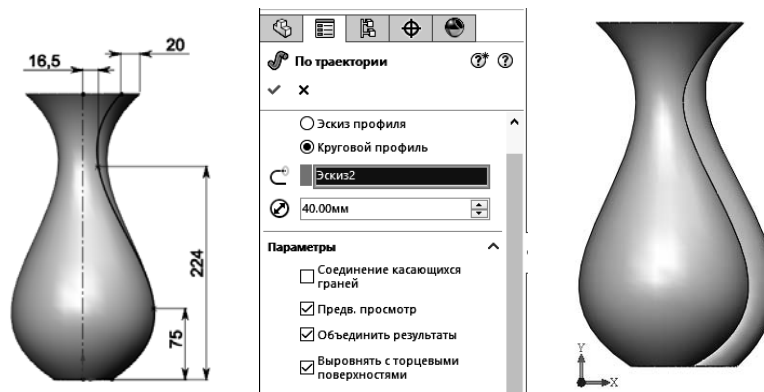 16,5
20
224
75
По траектории
Эскиз профиля
Круговой профиль
Эскиз2
40.00мм
Параметры
Соединение касающихся
граней
Предв. просмотр
Объединить результаты
Выровнять с торцевыми
поверхностями
Y
X